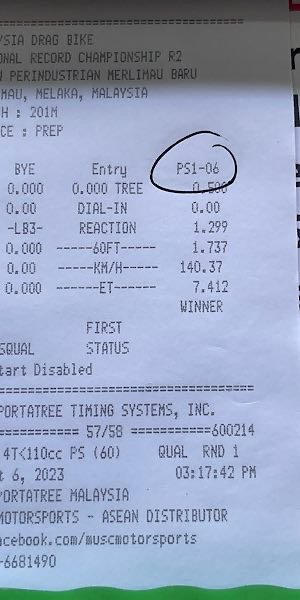 SIA DRAG BIKE
ONAL RECORD CHAMPIONSHIP R2
PERINDUSTRIAN MERLIMAU BARU
MAU, MELAKA, MALAYSIA
H : 201M
CE : PREP
BYE Entry PS1-06
0.000 0.000 TREE 0.500
0.00 DIAL-IN 0.00
-LB3- REACTION 1.299
0.000 -----60FT----- 1.737
0.00 -----KM/H----- 140.37
0.000 ------ET------ 7.412
WINNER
FIRST
SQUAL STATUS
tart Disabled
PORTATREE TIMING SYSTEMS, INC.
=========== 57/58 ===========600214
4T<110cc PS (60) QUAL RND 1
t 6, 2023 03:17:42 PM
PORTATREE MALAYSIA
MOTORSPORTS - ASEAN DISTRIBUTOR
acebook.com/muscmotorsports
-6681490